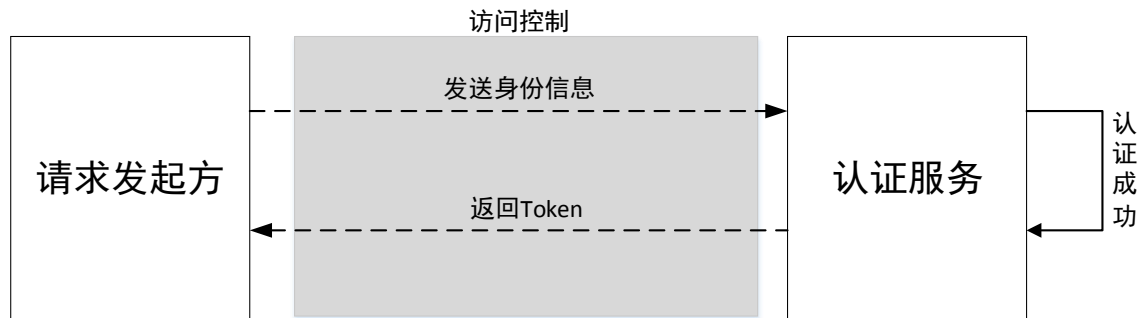 访问控制
发送身份信息
请求发起方
认证服务
认证成功
返回Token